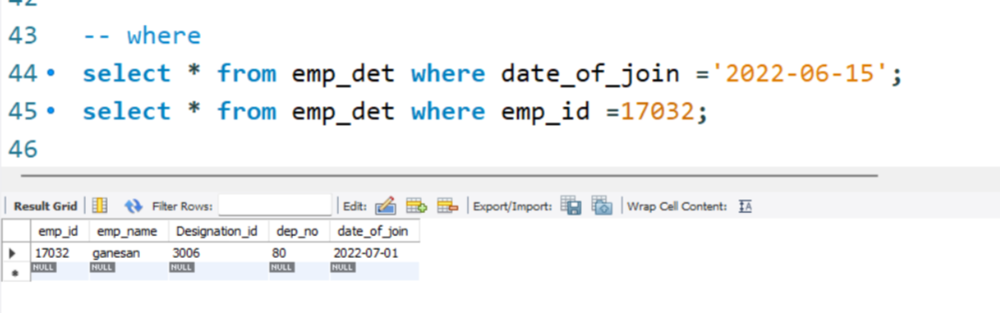 42
43 -- where
44 select * from emp_det where date_of_join ='2022-06-15';
45 select * from emp_det where emp_id =17032;
46
Result Grid Filter Rows: Edit: Export/Import: Wrap Cell Content: IA
emp_id emp_name Designation_id dep_no date_of_join
17032 ganesan 3006 80 2022-07-01
NULL NULL NULL NULL NULL